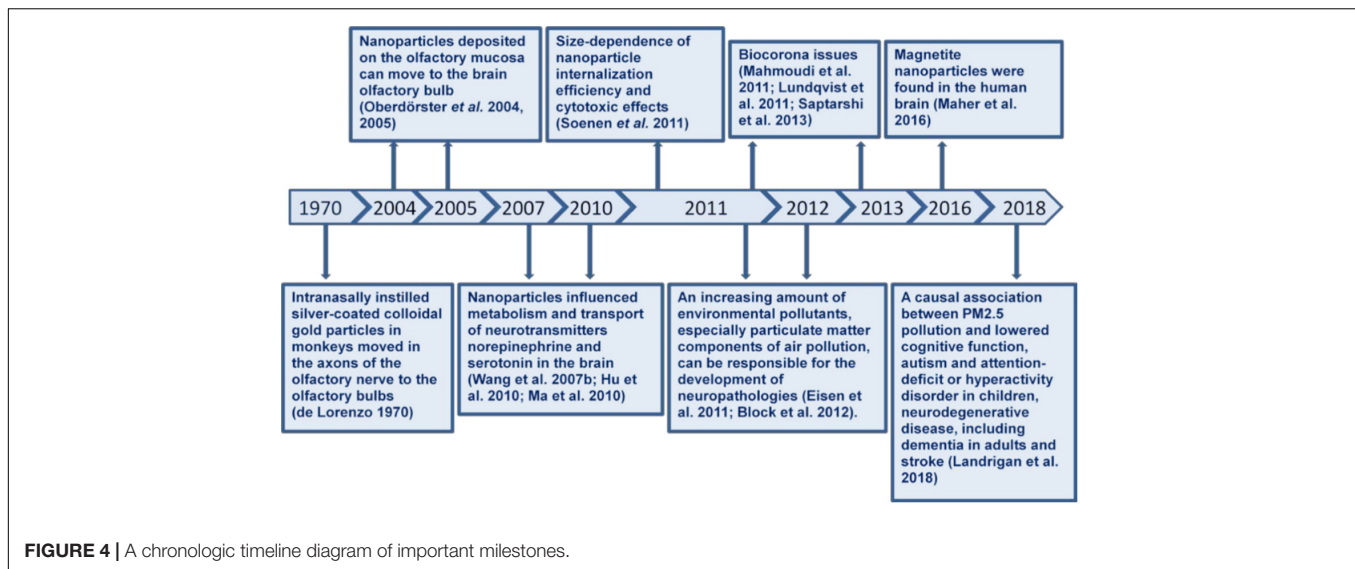 Nanoparticles deposited
on the olfactory mucosa
can move to the brain
olfactory bulb
(Oberdörster et al. 2004,
2005)
Size-dependence of
nanoparticle
internalization
efficiency and
cytotoxic effects
(Soenen et al. 2011)
Biocorona issues
(Mahmoudi et al.
2011; Lundqvist et
al. 2011; Saptarshi
et al. 2013)
Magnetite
nanoparticles were
found in the human
brain (Maher et al.
2016)
1970 2004 2005 2007 2010 2011 2012 2013 2016 2018
Intranasally instilled
silver-coated colloidal
gold particles in
monkeys moved in
the axons of the
olfactory nerve to the
olfactory bulbs
(de Lorenzo 1970)
Nanoparticles influenced
metabolism and transport
of neurotransmitters
norepinephrine and
serotonin in the brain
(Wang et al. 2007b; Hu et
al. 2010; Ma et al. 2010)
An increasing amount of
environmental pollutants,
especially particulate matter
components of air pollution,
can be responsible for the
development of
neuropathologies (Eisen et
al. 2011; Block et al. 2012).
A causal association
between PM2.5
pollution and lowered
cognitive function,
autism and attention-
deficit or hyperactivity
disorder in children,
neurodegenerative
disease, including
dementia in adults and
stroke (Landrigan et al.
2018)
FIGURE 4 | A chronologic timeline diagram of important milestones.